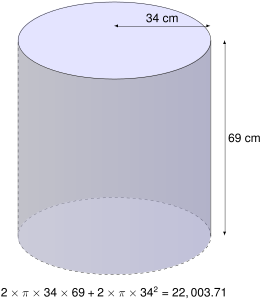 34 cm
69 cm
2 × π × 34 × 69 + 2 × π × 34² = 22,003.71